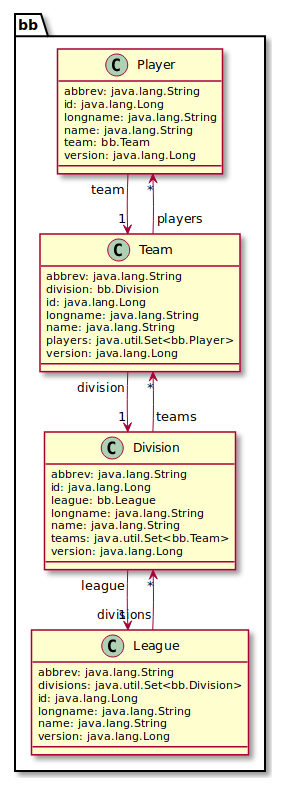 bb
C Player
abbrev: java.lang.String
id: java.lang.Long
longname: java.lang.String
name: java.lang.String
team: bb.Team
version: java.lang.Long
team
*
1
players
C Team
abbrev: java.lang.String
division: bb.Division
id: java.lang.Long
longname: java.lang.String
name: java.lang.String
players: java.util.Set<bb.Player>
version: java.lang.Long
division
*
1
teams
C Division
abbrev: java.lang.String
id: java.lang.Long
league: bb.League
longname: java.lang.String
name: java.lang.String
teams: java.util.Set<bb.Team>
version: java.lang.Long
league
*
1
divisions
C League
abbrev: java.lang.String
divisions: java.util.Set<bb.Division>
id: java.lang.Long
longname: java.lang.String
name: java.lang.String
version: java.lang.Long